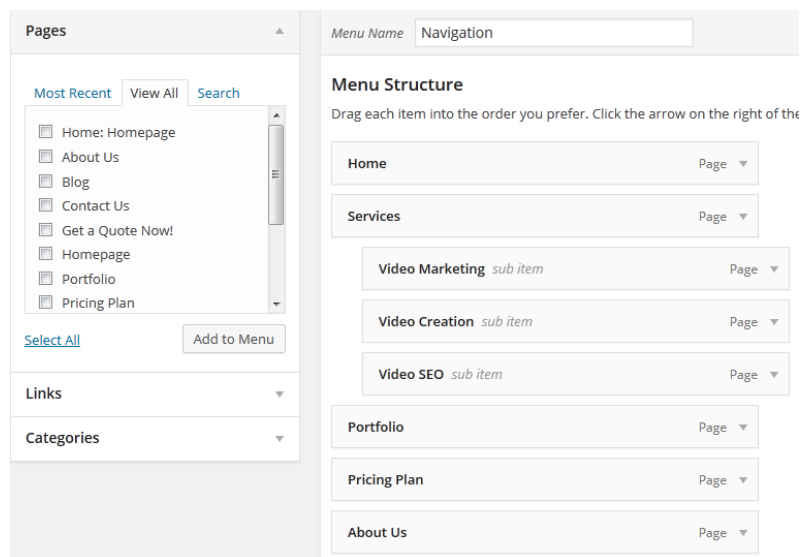 Pages
Most Recent View All Search
Home: Homepage
About Us
Blog
Contact Us
Get a Quote Now!
Homepage
Portfolio
Pricing Plan
Select All Add to Menu
Links
Categories
Menu Name Navigation
Menu Structure
Drag each item into the order you prefer. Click the arrow on the right of the
Home Page
Services Page
Video Marketing sub item Page
Video Creation sub item Page
Video SEO sub item Page
Portfolio Page
Pricing Plan Page
About Us Page